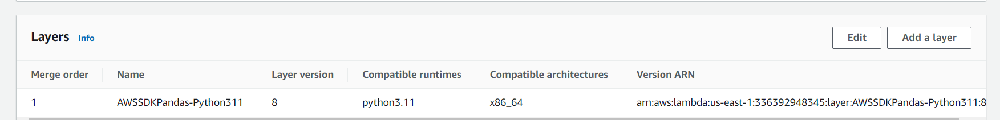 Layers Info Edit Add a layer
Merge order Name Layer version Compatible runtimes Compatible architectures Version ARN
1 AWSSDKPandas-Python311 8 python3.11 x86_64 arn:aws:lambda:us-east-1:336392948345:layer:AWSSDKPandas-Python311:8